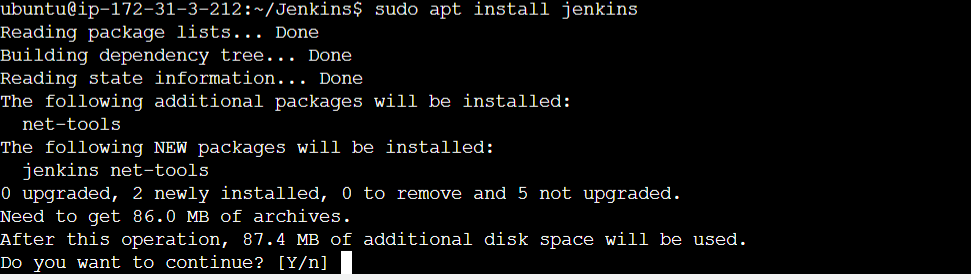 ubuntu@ip-172-31-3-212:~/Jenkins$ sudo apt install jenkins
Reading package lists... Done
Building dependency tree... Done
Reading state information... Done
The following additional packages will be installed:
  net-tools
The following NEW packages will be installed:
  jenkins net-tools
0 upgraded, 2 newly installed, 0 to remove and 5 not upgraded.
Need to get 86.0 MB of archives.
After this operation, 87.4 MB of additional disk space will be used.
Do you want to continue? [Y/n]